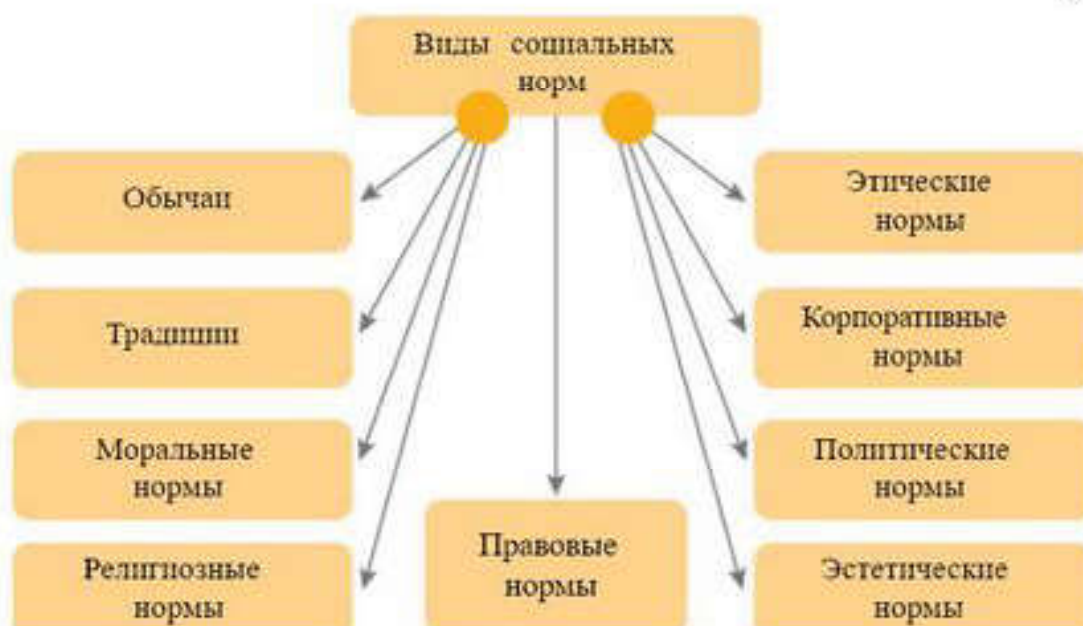 Виды социальных
норм
Обычаи
Традиции
Моральные
нормы
Религиозные
нормы
Правовые
нормы
Этические
нормы
Корпоративные
нормы
Политические
нормы
Эстетические
нормы